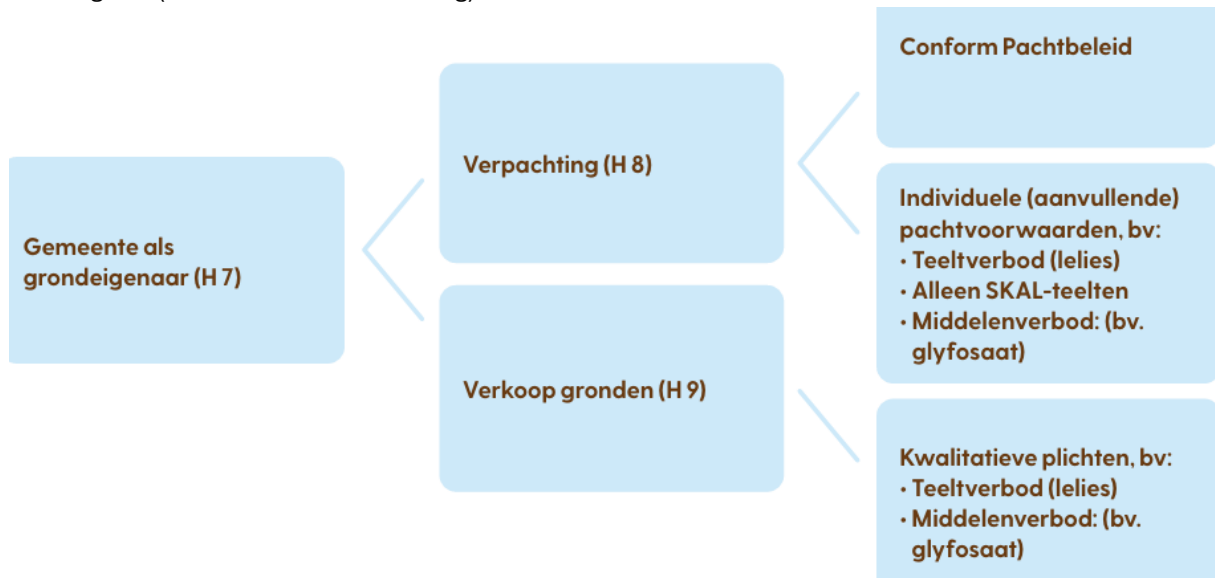 Conform Pachtbeleid
Verpachting (H 8)
Individuele (aanvullende)
pachtvoorwaarden, bv:
• Teeltverbod (lelies)
• Alleen SKAL-teelten
• Middelenverbod: (bv.
glyfosaat)
Gemeente als
grondeigenaar (H 7)
Verkoop gronden (H 9)
Kwalitatieve plichten, bv:
• Teeltverbod (lelies)
• Middelenverbod: (bv.
glyfosaat)